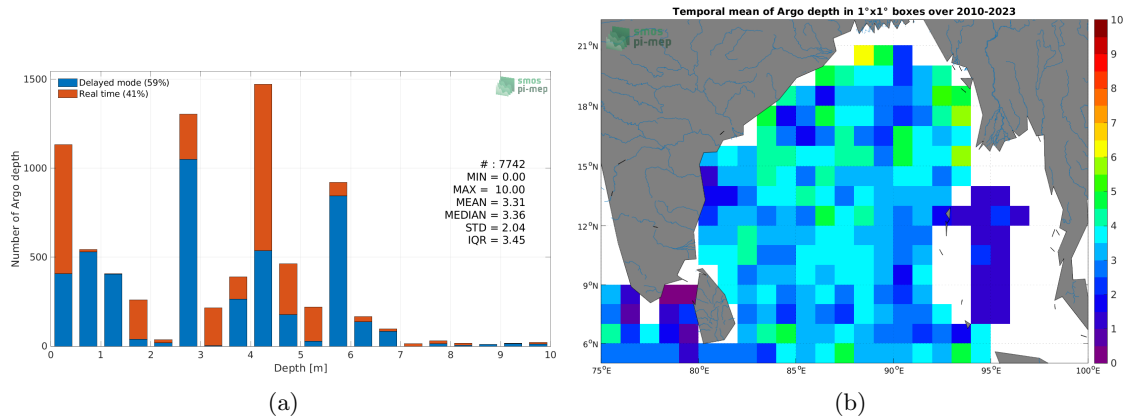 smos
pi-mep
Delayed mode (59%)
Real time (41%)
# : 7742
MIN = 0.00
MAX = 10.00
MEAN = 3.31
MEDIAN = 3.36
STD = 2.04
IQR = 3.45
Number of Argo depth
1500
1000
500
0
0 1 2 3 4 5 6 7 8 9 10
Depth [m]
(a)
Temporal mean of Argo depth in 1°x1° boxes over 2010-2023
smos
pi-mep
21°N
18°N
15°N
12°N
9°N
6°N
75°E 80°E 85°E 90°E 95°E 100°E
10
9
8
7
6
5
4
3
2
1
0
(b)